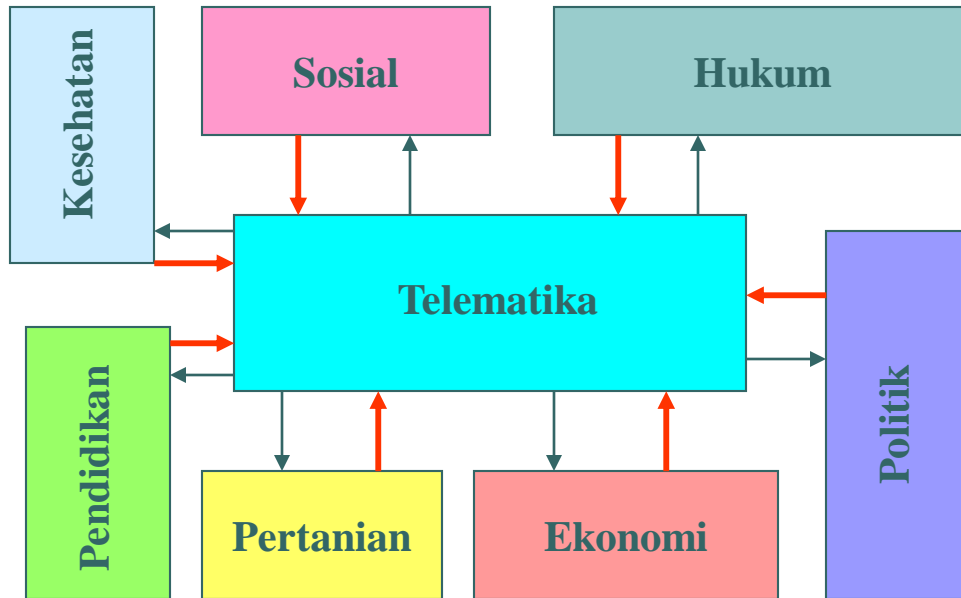 Kesehatan
Sosial
Hukum
Telematika
Pendidikan
Politik
Pertanian
Ekonomi